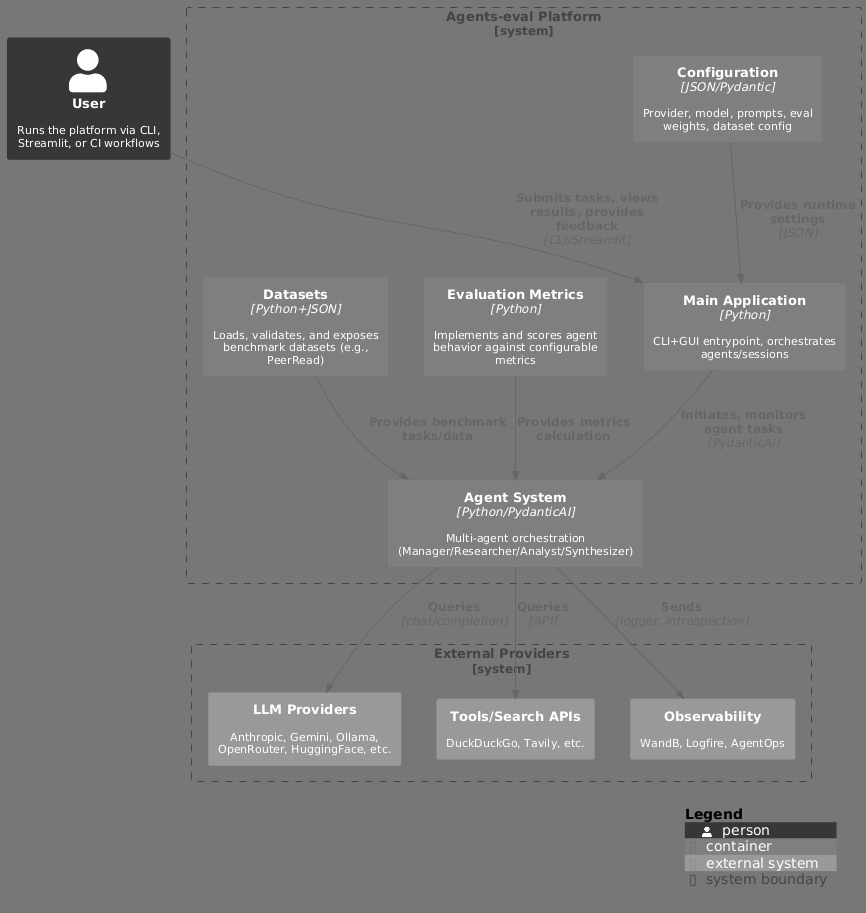 Agents-eval Platform
[system]
User
Runs the platform via CLI,
Streamlit, or CI workflows
Configuration
[JSON/Pydantic]
Provider, model, prompts, eval
weights, dataset config
Submits tasks, views
results, provides
feedback
[CLI/Streamlit]
Provides runtime
settings
[JSON]
Datasets
[Python+JSON]
Loads, validates, and exposes
benchmark datasets (e.g.,
PeerRead)
Evaluation Metrics
[Python]
Implements and scores agent
behavior against configurable
metrics
Main Application
[Python]
CLI+GUI entrypoint, orchestrates
agents/sessions
Provides benchmark
tasks/data
Provides metrics
calculation
Initiates, monitors
agent tasks
[PydanticAI]
Agent System
[Python/PydanticAI]
Multi-agent orchestration
(Manager/Researcher/Analyst/Synthesizer)
Queries
[chat/completion]
Queries
[API]
Sends
[logger, introspection]
External Providers
[system]
LLM Providers
Anthropic, Gemini, Ollama,
OpenRouter, HuggingFace, etc.
Tools/Search APIs
DuckDuckGo, Tavily, etc.
Observability
WandB, Logfire, AgentOps
Legend
person
container
external system
system boundary